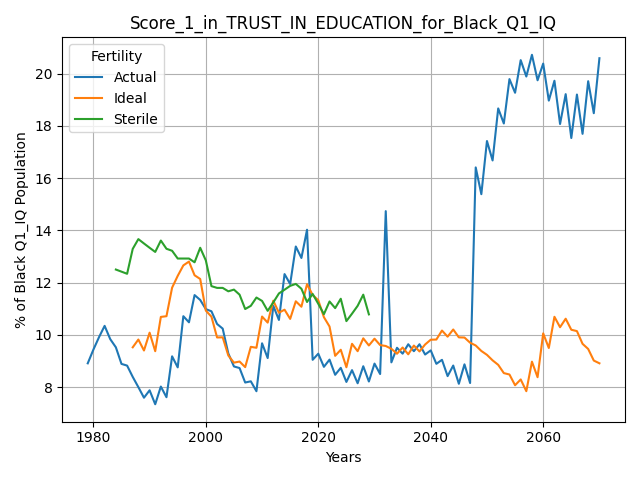 Score_1_in_TRUST_IN_EDUCATION_for_Black_Q1_IQ
Fertility
Actual
Ideal
Sterile
% of Black Q1_IQ Population
20
18
16
14
12
10
8
1980 2000 2020 2040 2060
Years